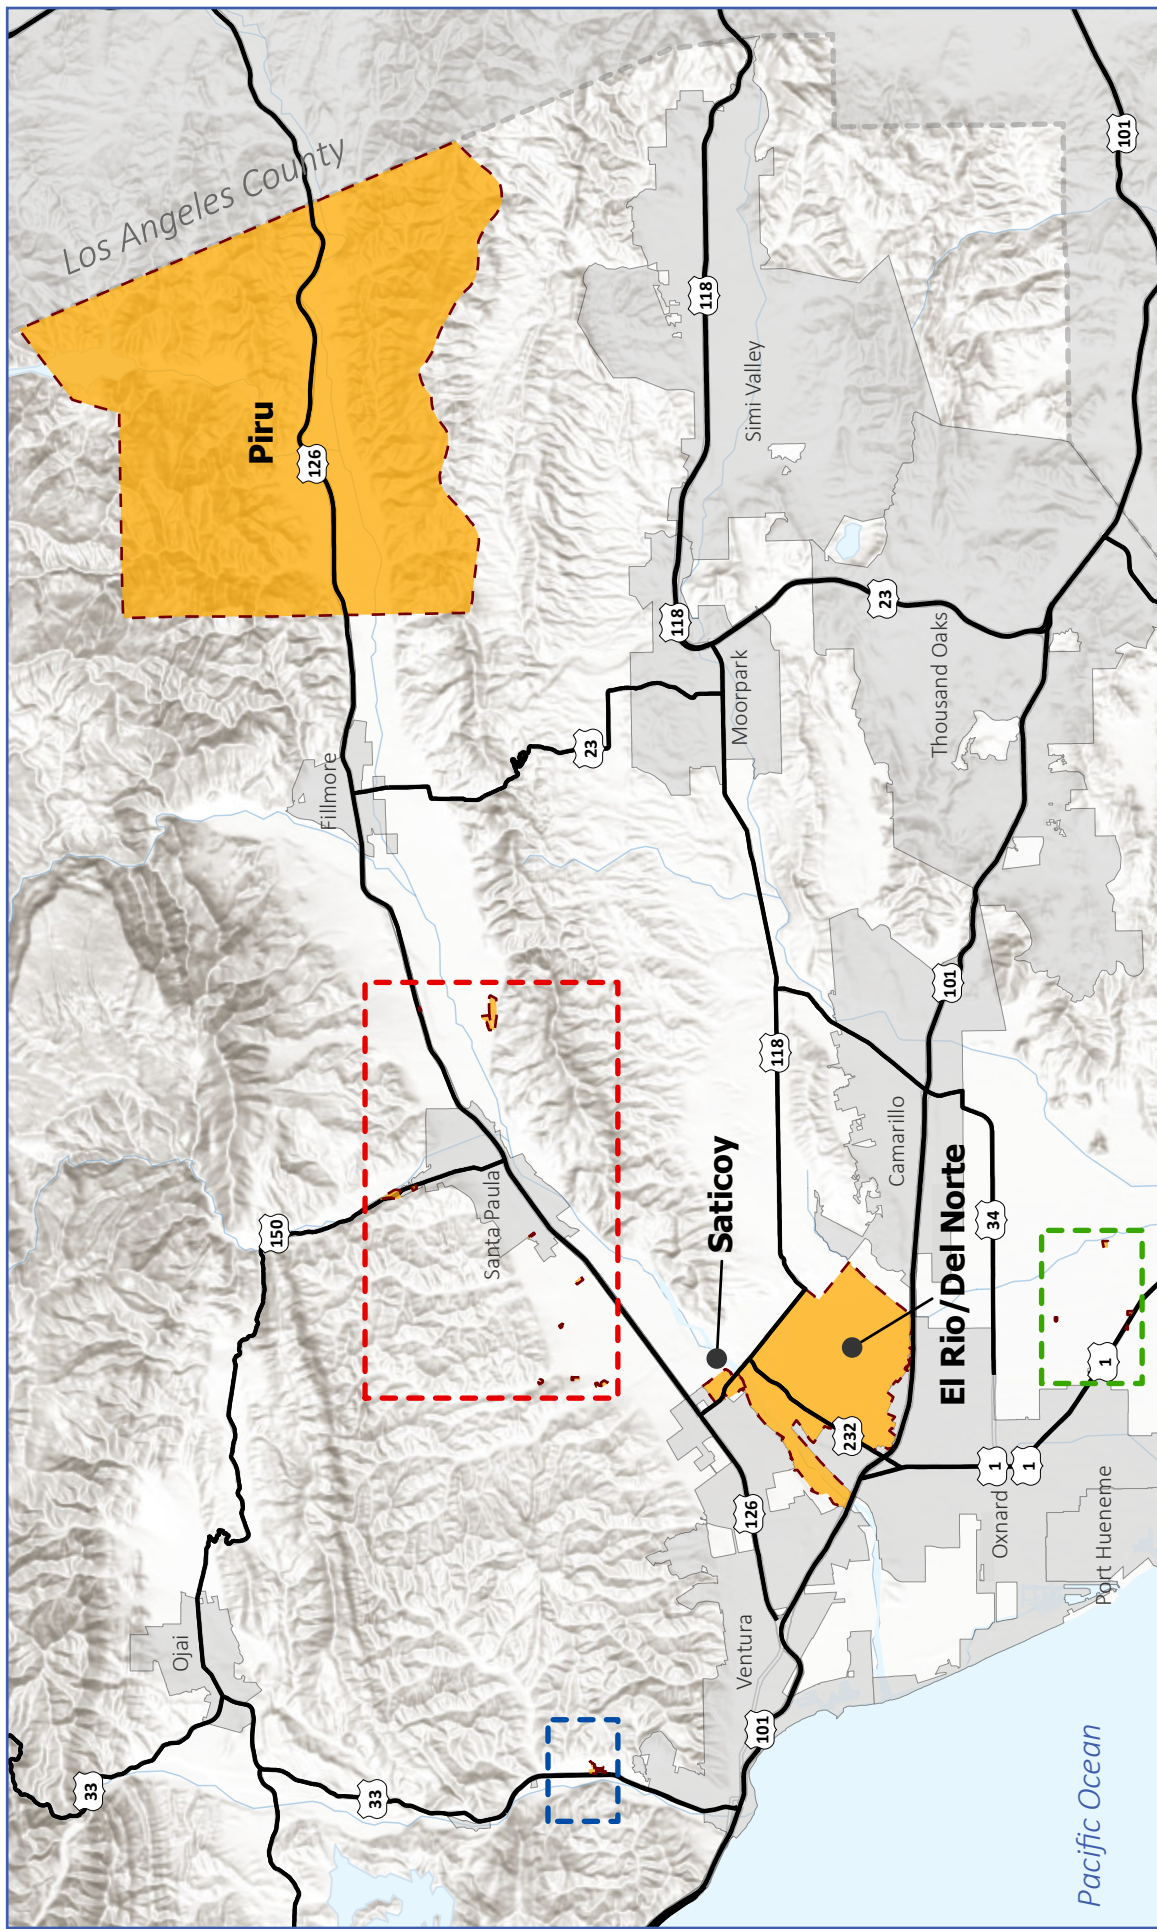 33
Ojai
Los Angeles County
Piru
150
126
Fillmore
33
Santa Paula
23
118
118
Saticoy
Moorpark
Ventura
126
Simi Valley
101
118
232
23
Camarillo
Thousand Oaks
101
El Rio/Del Norte
34
1
Oxnard
1
Pacific Ocean
Port Hueneme
1
101